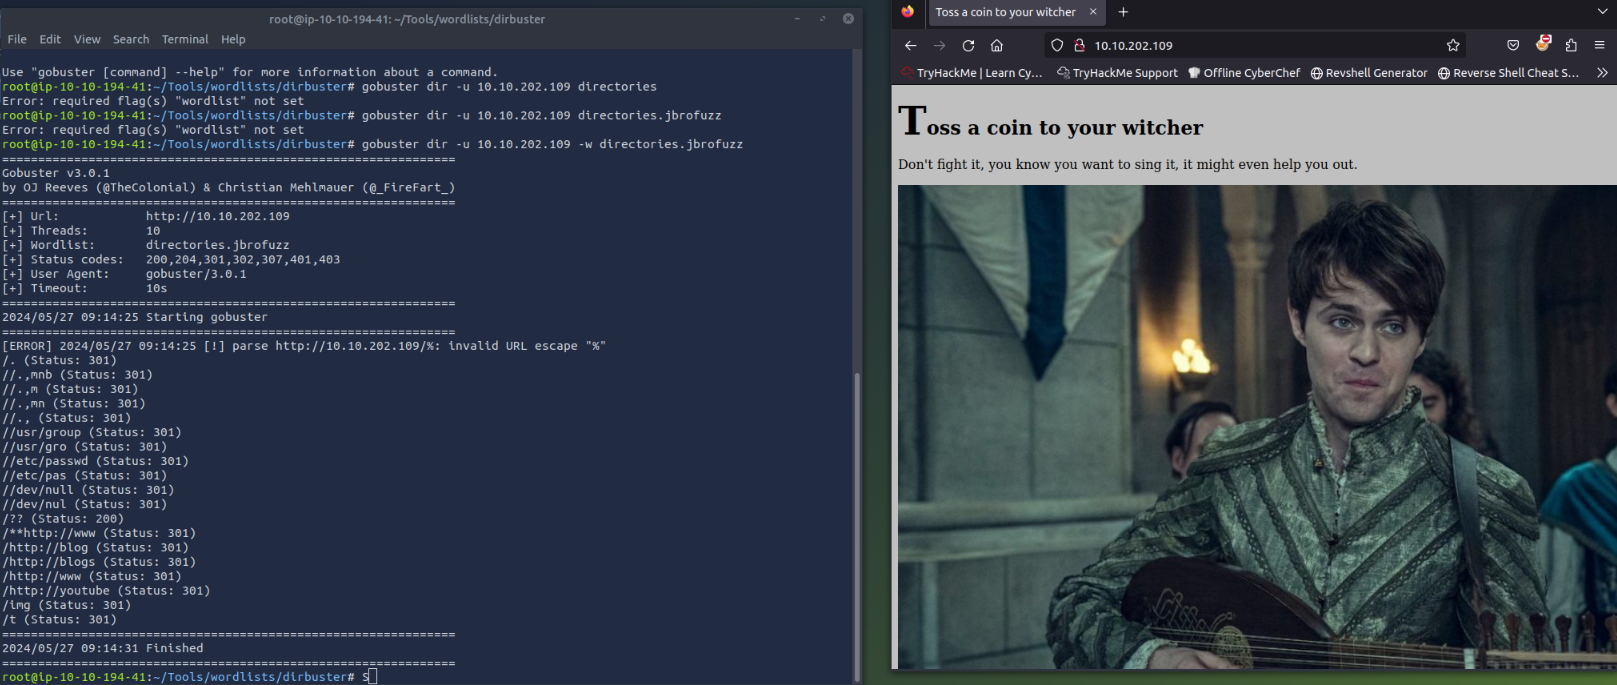 root@ip-10-10-194-41: ~/Tools/wordlists/dirbuster
File Edit View Search Terminal Help
Use "gobuster [command] --help" for more information about a command.
root@ip-10-10-194-41:~/Tools/wordlists/dirbuster# gobuster dir -u 10.10.202.109 directories
Error: required flag(s) "wordlist" not set
root@ip-10-10-194-41:~/Tools/wordlists/dirbuster# gobuster dir -u 10.10.202.109 directories.jbrofuzz
Error: required flag(s) "wordlist" not set
root@ip-10-10-194-41:~/Tools/wordlists/dirbuster# gobuster dir -u 10.10.202.109 -w directories.jbrofuzz
===============================================================
Gobuster v3.0.1
by OJ Reeves (@TheColonial) & Christian Mehlmauer (@_FireFart_)
===============================================================
[+] Url:            http://10.10.202.109
[+] Threads:        10
[+] Wordlist:       directories.jbrofuzz
[+] Status codes:   200,204,301,302,307,401,403
[+] User Agent:     gobuster/3.0.1
[+] Timeout:        10s
===============================================================
2024/05/27 09:14:25 Starting gobuster
===============================================================
[ERROR] 2024/05/27 09:14:25 [!] parse http://10.10.202.109/%: invalid URL escape "%"
/. (Status: 301)
//.,mnb (Status: 301)
//.,m (Status: 301)
//.,mn (Status: 301)
//., (Status: 301)
//usr/group (Status: 301)
//usr/gro (Status: 301)
//etc/passwd (Status: 301)
//etc/pas (Status: 301)
//dev/null (Status: 301)
//dev/nul (Status: 301)
/?? (Status: 200)
/**http://www (Status: 301)
/http://blog (Status: 301)
/http://blogs (Status: 301)
/http://www (Status: 301)
/http://youtube (Status: 301)
/img (Status: 301)
/t (Status: 301)
===============================================================
2024/05/27 09:14:31 Finished
===============================================================
root@ip-10-10-194-41:~/Tools/wordlists/dirbuster# S
Toss a coin to your witcher
10.10.202.109
TryHackMe | Learn Cy... TryHackMe Support Offline CyberChef Revshell Generator Reverse Shell Cheat S...
Toss a coin to your witcher
Don't fight it, you know you want to sing it, it might even help you out.